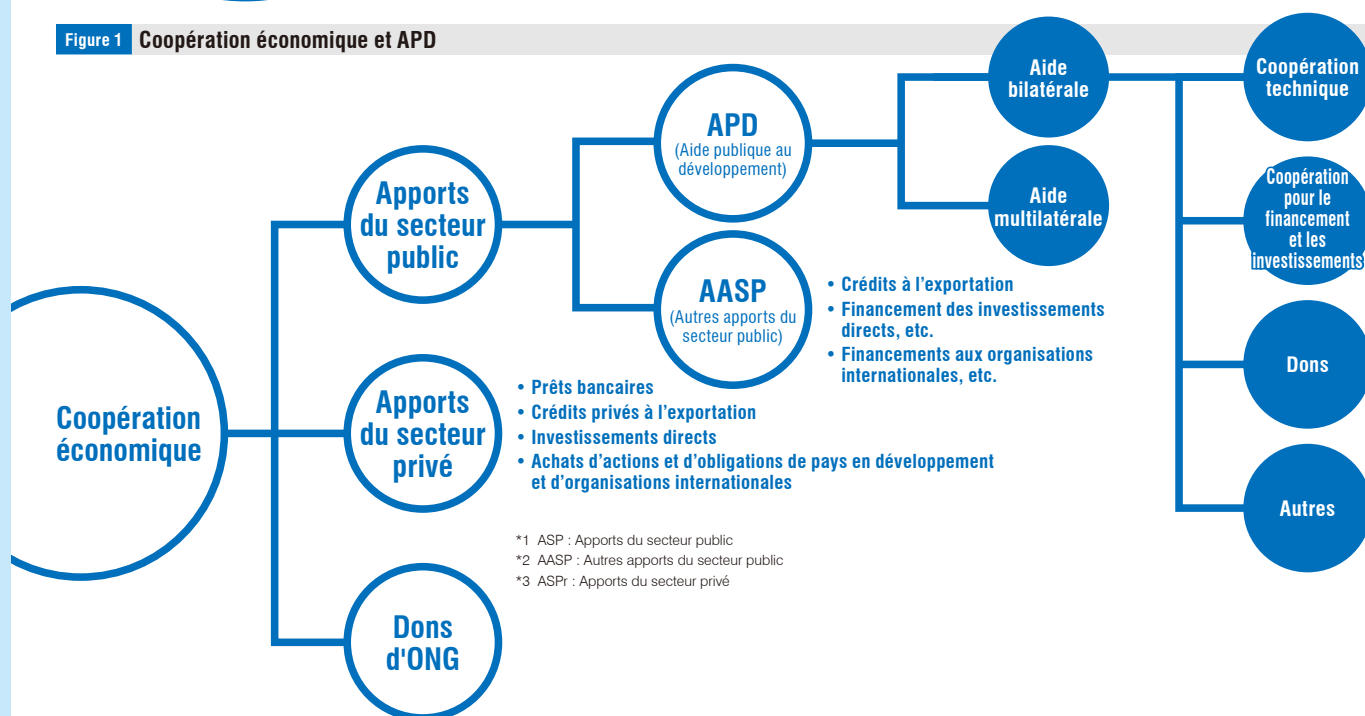 Figure 1 Coopération économique et APD
Coopération
économique
Apports
du secteur
public
Apports
du secteur
privé
Dons
d'ONG
APD
(Aide publique au
développement)
AASP
(Autres apports du
secteur public)
• Crédits à l’exportation
• Financement des investissements
directs, etc.
• Financements aux organisations
internationales, etc.
• Prêts bancaires
• Crédits privés à l’exportation
• Investissements directs
• Achats d’actions et d’obligations de pays en développement
et d’organisations internationales
Aide
bilatérale
Aide
multilatérale
Coopération
technique
Coopération
pour le
financement
et les
investissements
Dons
Autres
*1 ASP : Apports du secteur public
*2 AASP : Autres apports du secteur public
*3 ASPr : Apports du secteur privé